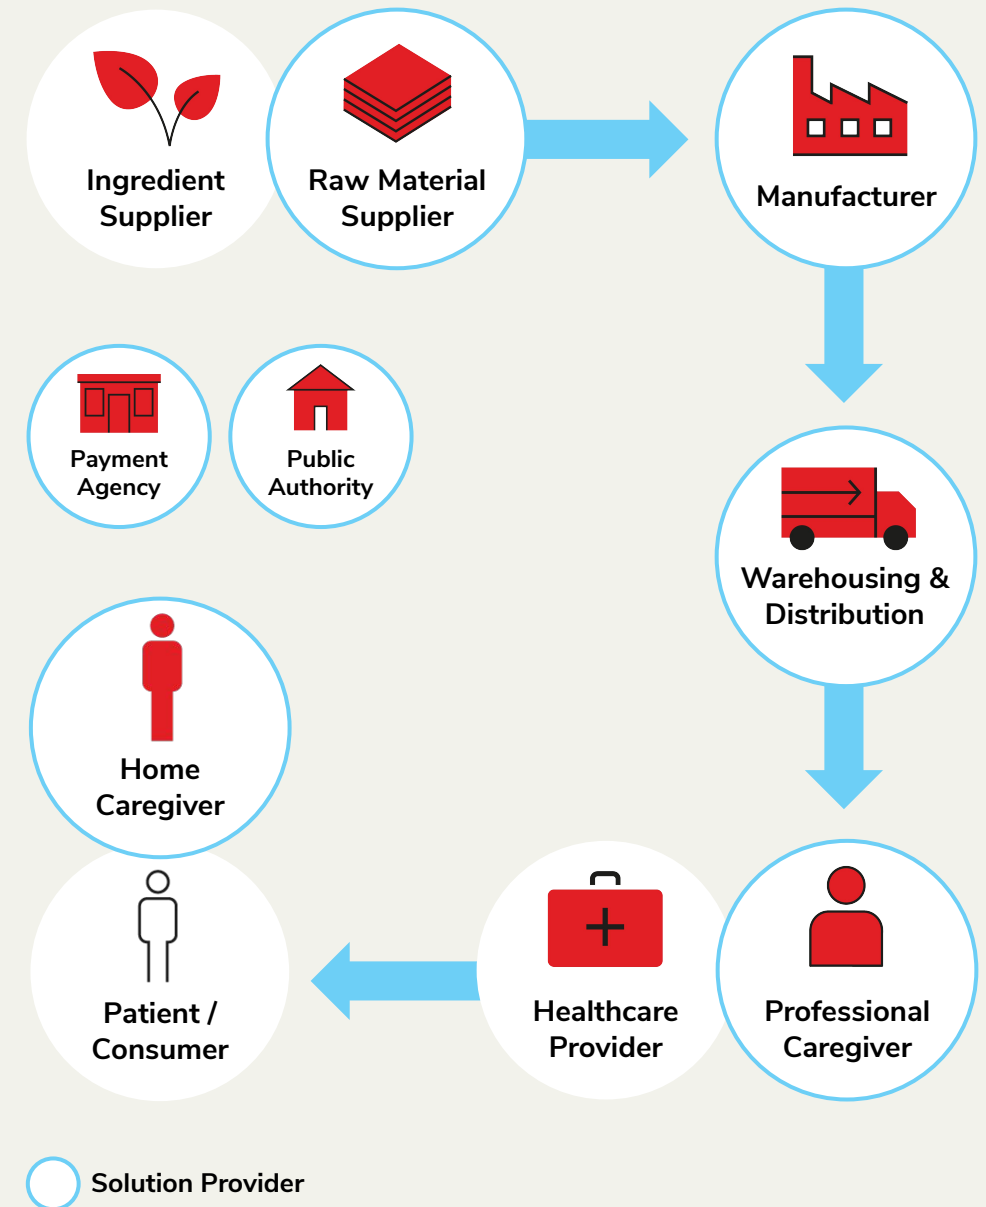 Ingredient
Supplier
Raw Material
Supplier
Manufacturer
Payment
Agency
Public
Authority
Warehousing &
Distribution
Home
Caregiver
Patient /
Consumer
Healthcare
Provider
Professional
Caregiver
Solution Provider